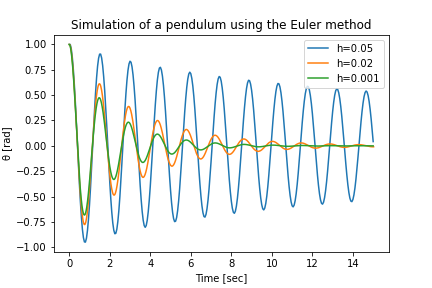 Simulation of a pendulum using the Euler method
h=0.05
h=0.02
h=0.001
θ [rad]
1.00
0.75
0.50
0.25
0.00
−0.25
−0.50
−0.75
−1.00
0 2 4 6 8 10 12 14
Time [sec]